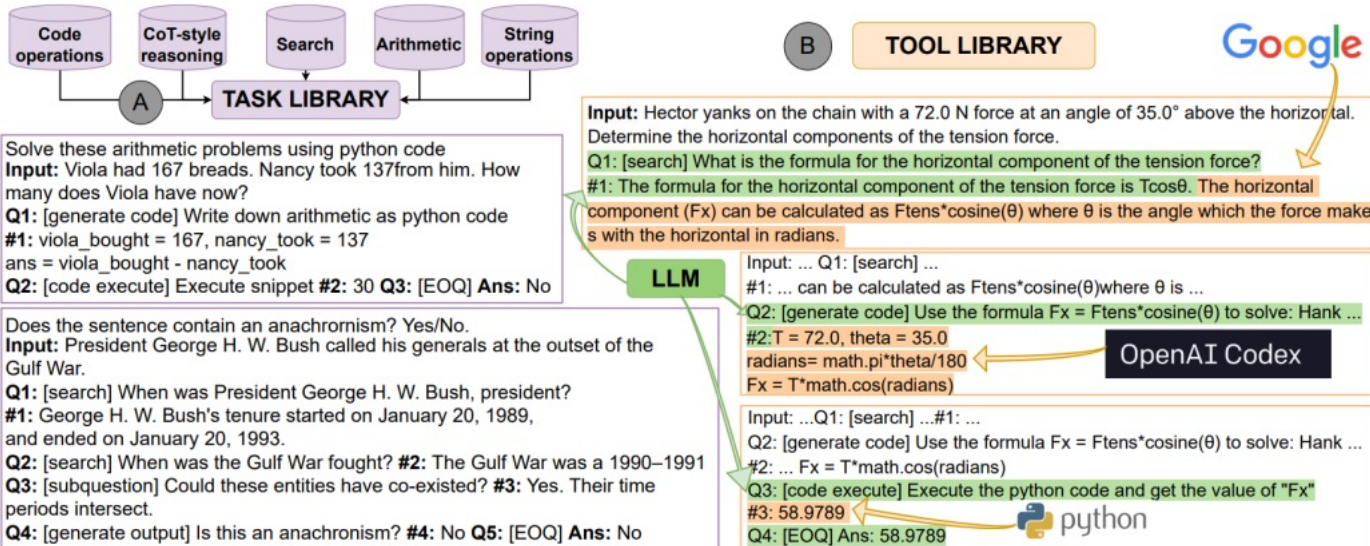 Code
operations
CoT-style
reasoning
Search
Arithmetic
String
operations
A
TASK LIBRARY
Solve these arithmetic problems using python code
Input: Viola had 167 breads. Nancy took 137from him. How
many does Viola have now?
Q1: [generate code] Write down arithmetic as python code
#1: viola_bought = 167, nancy_took = 137
ans = viola_bought - nancy_took
Q2: [code execute] Execute snippet #2: 30 Q3: [EOQ] Ans: No
Does the sentence contain an anachrornism? Yes/No.
Input: President George H. W. Bush called his generals at the outset of the
Gulf War.
Q1: [search] When was President George H. W. Bush, president?
#1: George H. W. Bush's tenure started on January 20, 1989,
and ended on January 20, 1993.
Q2: [search] When was the Gulf War fought? #2: The Gulf War was a 1990–1991
Q3: [subquestion] Could these entities have co-existed? #3: Yes. Their time
periods intersect.
Q4: [generate output] Is this an anachronism? #4: No Q5: [EOQ] Ans: No
LLM
B
TOOL LIBRARY
Google
Input: Hector yanks on the chain with a 72.0 N force at an angle of 35.0° above the horizontal.
Determine the horizontal components of the tension force.
Q1: [search] What is the formula for the horizontal component of the tension force?
#1: The formula for the horizontal component of the tension force is Tcosθ. The horizontal
component (Fx) can be calculated as Ftens*cosine(θ) where θ is the angle which the force make
s with the horizontal in radians.
Input: ... Q1: [search] ...
#1: ... can be calculated as Ftens*cosine(θ)where θ is ...
Q2: [generate code] Use the formula Fx = Ftens*cosine(θ) to solve: Hank ...
#2:T = 72.0, theta = 35.0
radians= math.pi*theta/180
Fx = T*math.cos(radians)
OpenAI Codex
Input: ...Q1: [search] ...#1: ...
Q2: [generate code] Use the formula Fx = Ftens*cosine(θ) to solve: Hank ...
#2: ... Fx = T*math.cos(radians)
Q3: [code execute] Execute the python code and get the value of "Fx"
#3: 58.9789
Q4: [EOQ] Ans: 58.9789
python